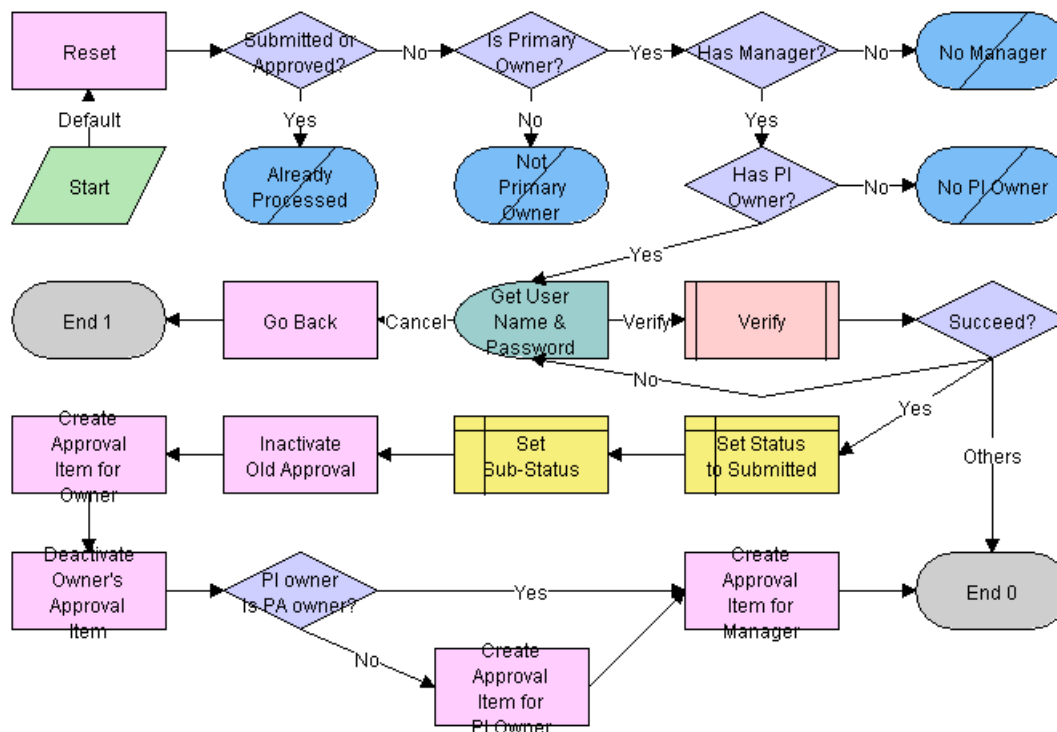 Reset
Submitted or
Approved?
No
Is Primary
Owner?
Yes
Has Manager?
No
No Manager
Default
Yes
No
Yes
Start
Already
Processed
Not
Primary
Owner
Has PI
Owner?
No
No PI Owner
Yes
End 1
Go Back
Cancel
Get User
Name &
Password
Verify
Verify
Succeed?
No
Yes
Others
Create
Approval
Item for
Owner
Inactivate
Old Approval
Set
Sub-Status
Set Status
to Submitted
Deactivate
Owner's
Approval
Item
PI owner
is PA owner?
Yes
Create
Approval
Item for
Manager
End 0
No
Create
Approval
Item for
PI Owner